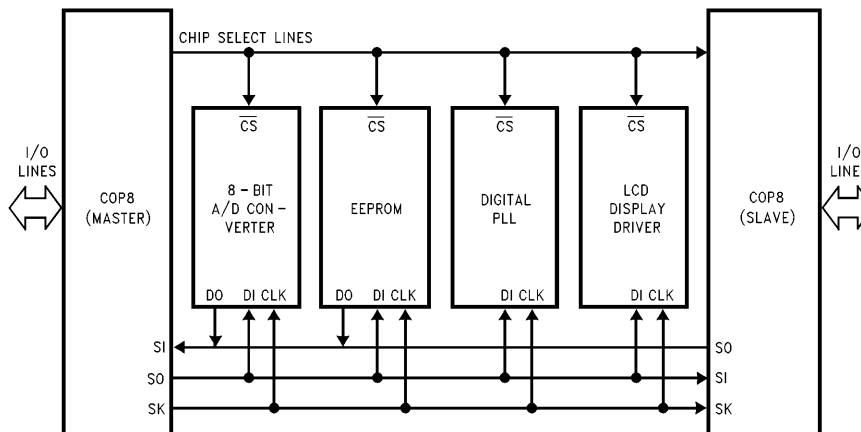 CHIP SELECT LINES
CS
CS
CS
CS
I/O
LINES
COP8
(MASTER)
8 - BIT
A/D CON -
VERTER
EEPROM
DIGITAL
PLL
LCD
DISPLAY
DRIVER
COP8
(SLAVE)
I/O
LINE
DO DI CLK
DO DI CLK
DI CLK
DI CLK
SI
SO
SO
SI
SK
SK